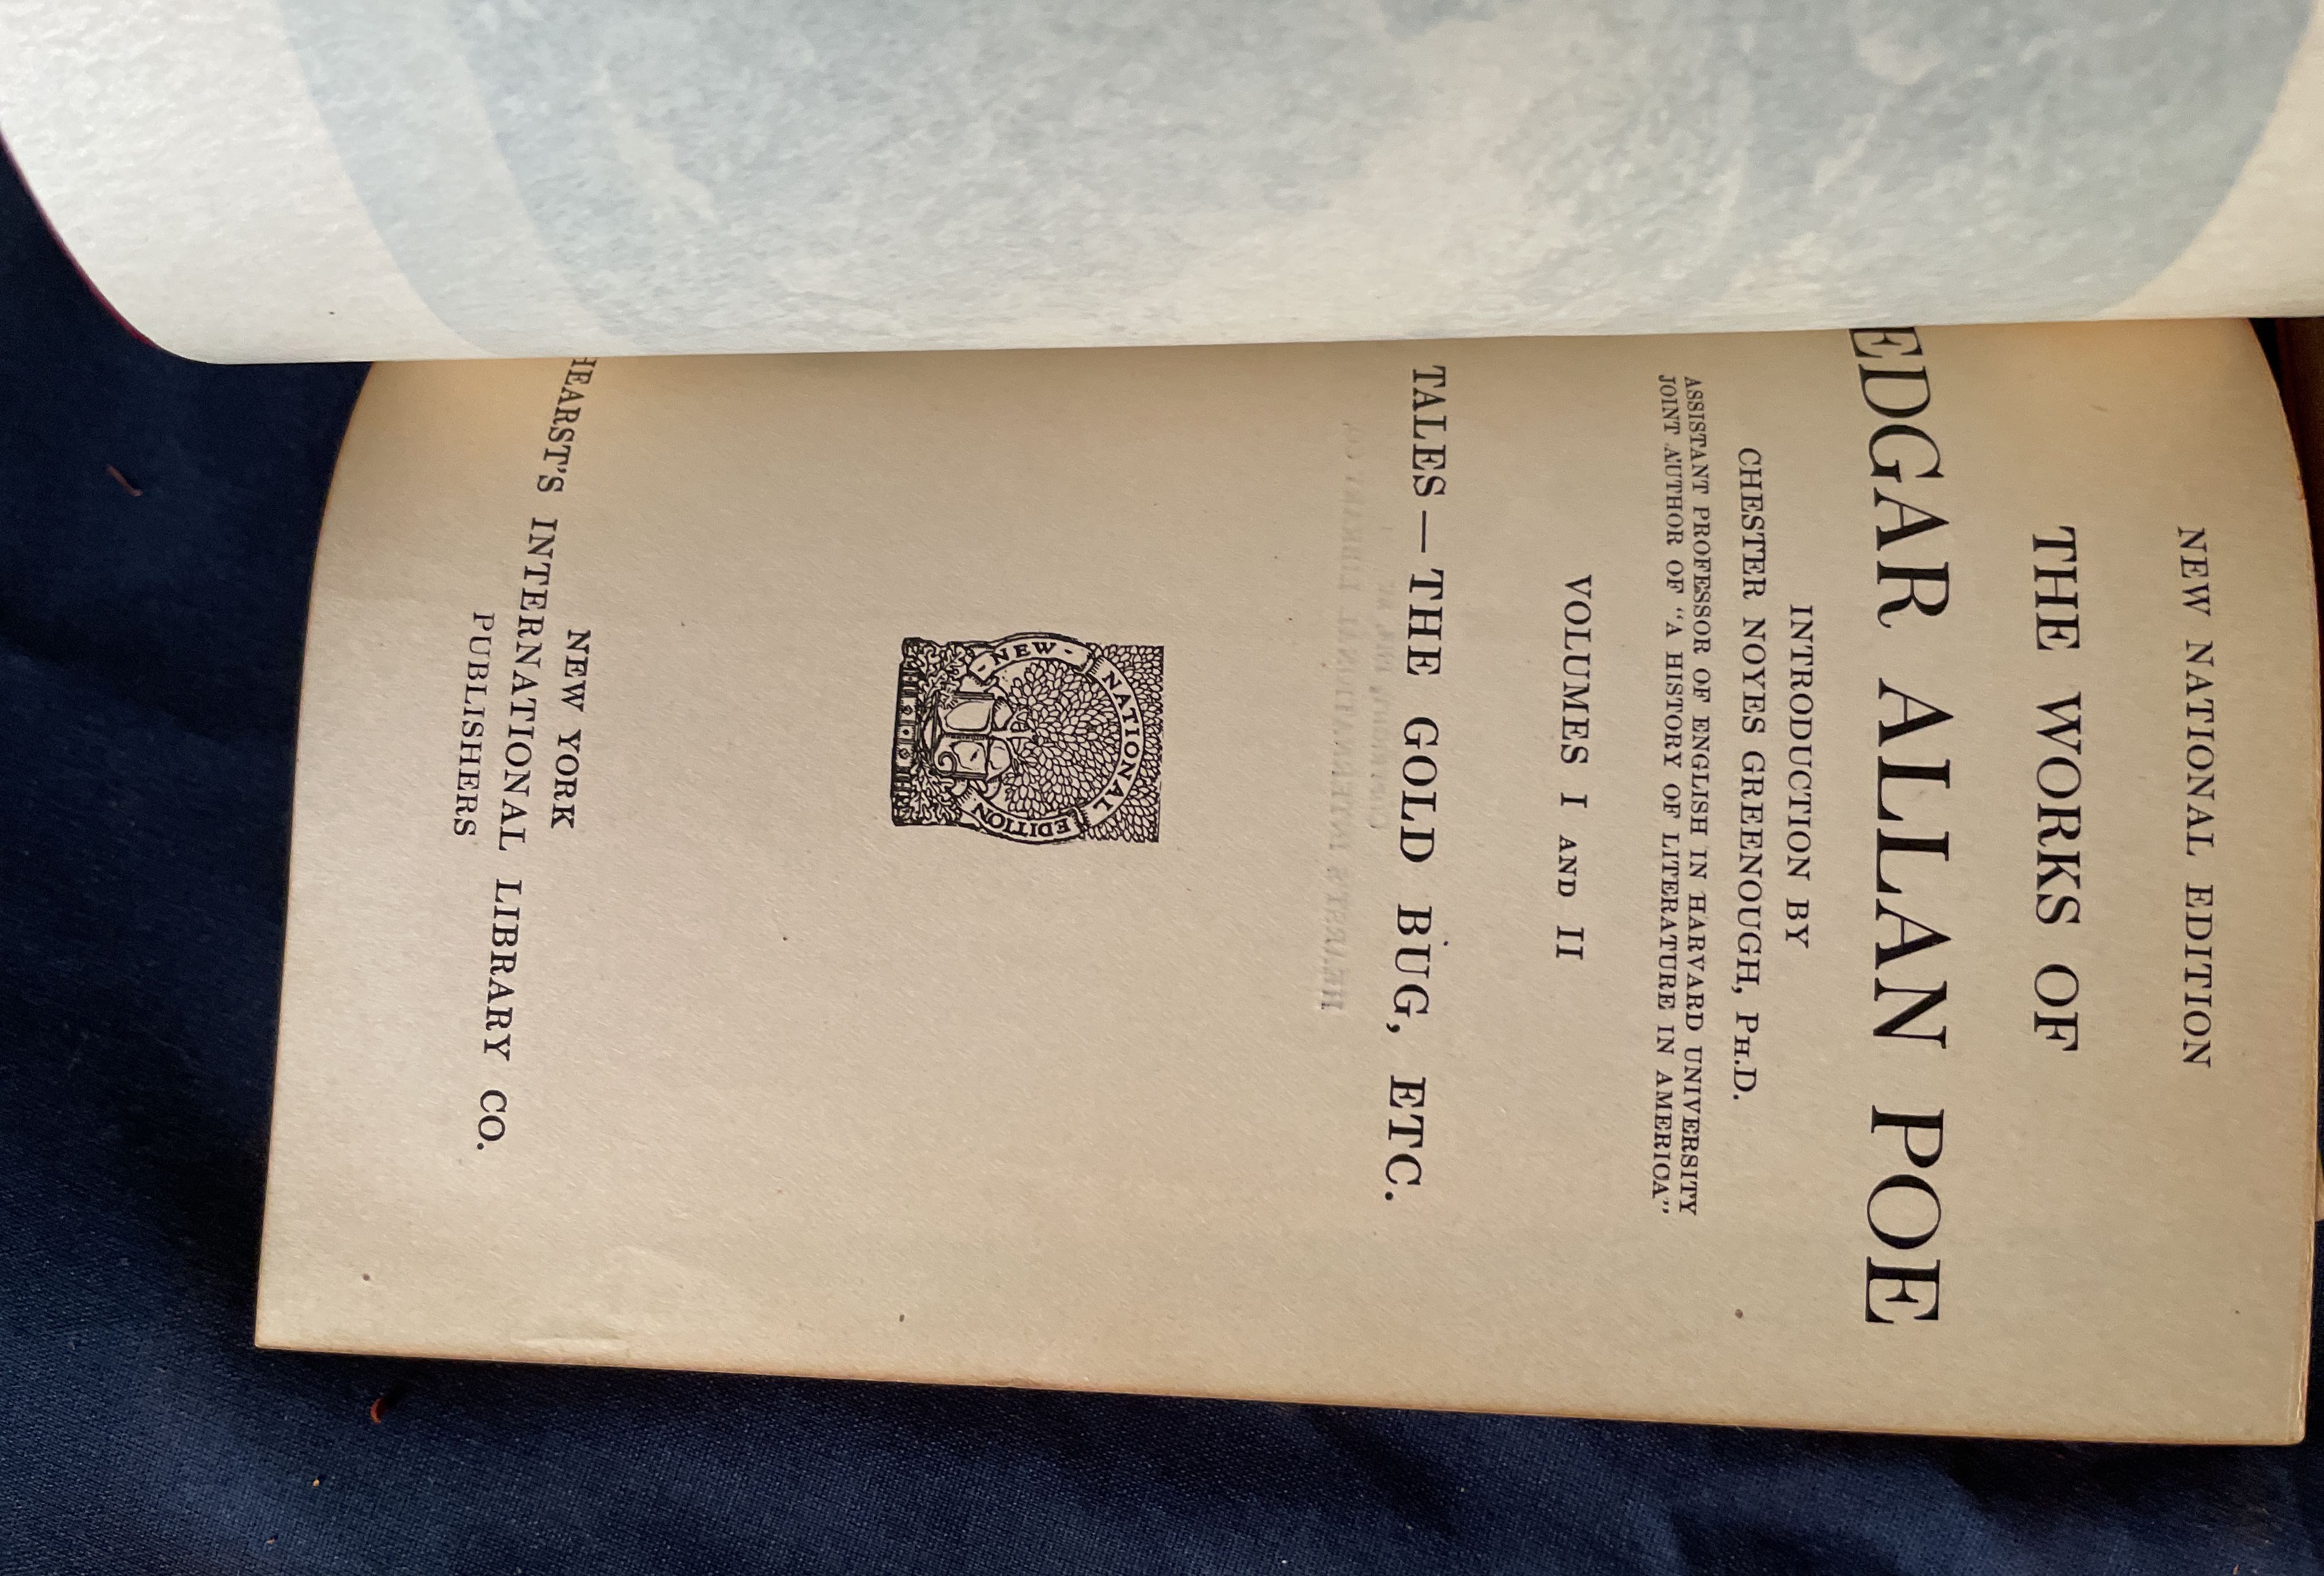 NEW NATIONAL EDITION
THE WORKS OF
EDGAR ALLAN POE
INTRODUCTION BY
CHESTER NOYES GREENOUGH, PH.D.
ASSISTANT PROFESSOR OF ENGLISH IN HARVARD UNIVERSITY
JOINT AUTHOR OF "A HISTORY OF LITERATURE IN AMERICA"
VOLUMES I AND II
TALES — THE GOLD BUG, ETC.
- NEW - NATIONAL EDITION
NEW YORK
HEARST'S INTERNATIONAL LIBRARY CO.
PUBLISHERS